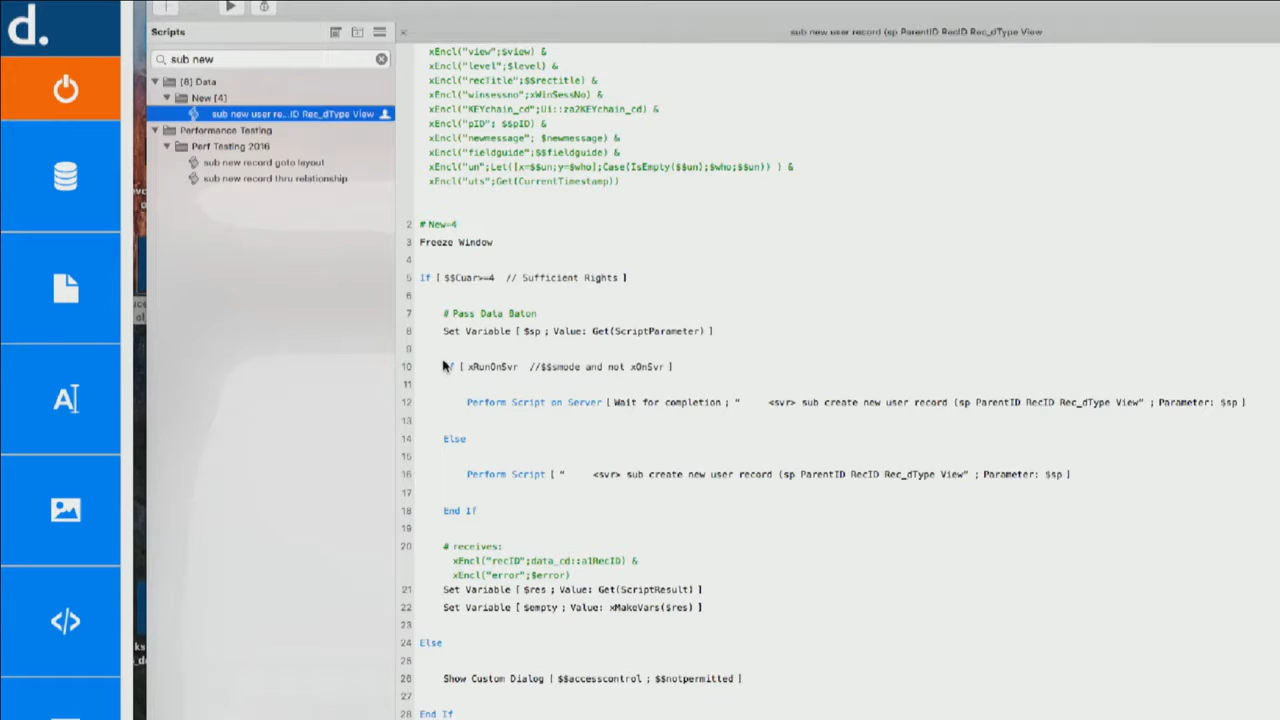 d.
Scripts
sub new user record (sp ParentID RecID Rec_dType View
sub new
[8] Data
New [4]
sub new user re...ID Rec_dType View
Performance Testing
Perf Testing 2016
sub new record goto layout
sub new record thru relationship
xEncl("view";$view) &
xEncl("level";$level) &
xEncl("recTitle";$$rectitle) &
xEncl("winsessno";xWinSessNo) &
xEncl("KEYchain_cd";Ui::za2KEYchain_cd) &
xEncl("pID"; $$pID) &
xEncl("newmessage"; $newmessage) &
xEncl("fieldguide";$$fieldguide) &
xEncl("un";Let([x=$$un;y=$who];Case(IsEmpty($$un);$who;$$un)) ) &
xEncl("uts";Get(CurrentTimestamp))
2 # New=4
3 Freeze Window
4
5 If [ $$Cuar>=4 // Sufficient Rights ]
6
7 # Pass Data Baton
8 Set Variable [ $sp ; Value: Get(ScriptParameter) ]
9
10 If [ xRunOnSvr //$$smode and not xOnSvr ]
11
12 Perform Script on Server [ Wait for completion ; " <svr> sub create new user record (sp ParentID RecID Rec_dType View" ; Parameter: $sp ]
13
14 Else
15
16 Perform Script [ " <svr> sub create new user record (sp ParentID RecID Rec_dType View" ; Parameter: $sp ]
17
18 End If
19
20 # receives:
xEncl("recID";data_cd::a1RecID) &
xEncl("error";$error)
21 Set Variable [ $res ; Value: Get(ScriptResult) ]
22 Set Variable [ $empty ; Value: xMakeVars($res) ]
23
24 Else
25
26 Show Custom Dialog [ $$accesscontrol ; $$notpermitted ]
27
28 End If